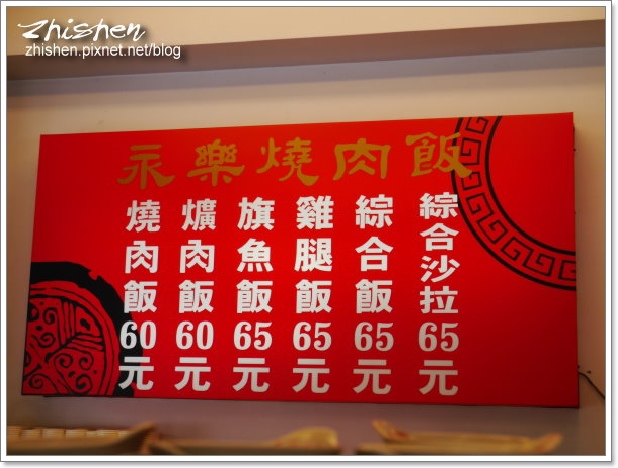 Zhishen
zhishen.pixnet.net/blog
永樂燒肉飯
燒肉飯60元
爌肉飯60元
旗魚飯65元
雞腿飯65元
綜合飯65元
綜合沙拉65元